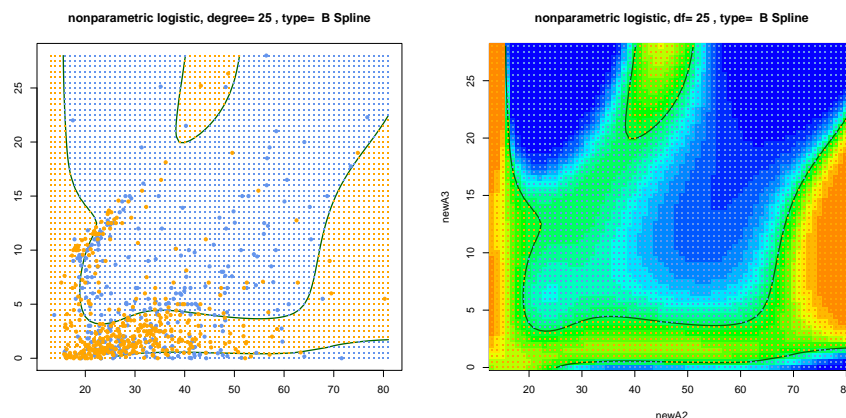 nonparametric logistic, degree= 25 , type=  B Spline
25
20
15
10
5
0
20 30 40 50 60 70 80
nonparametric logistic, df= 25 , type=  B Spline
newA3
25
20
15
10
5
0
20 30 40 50 60 70
newA2